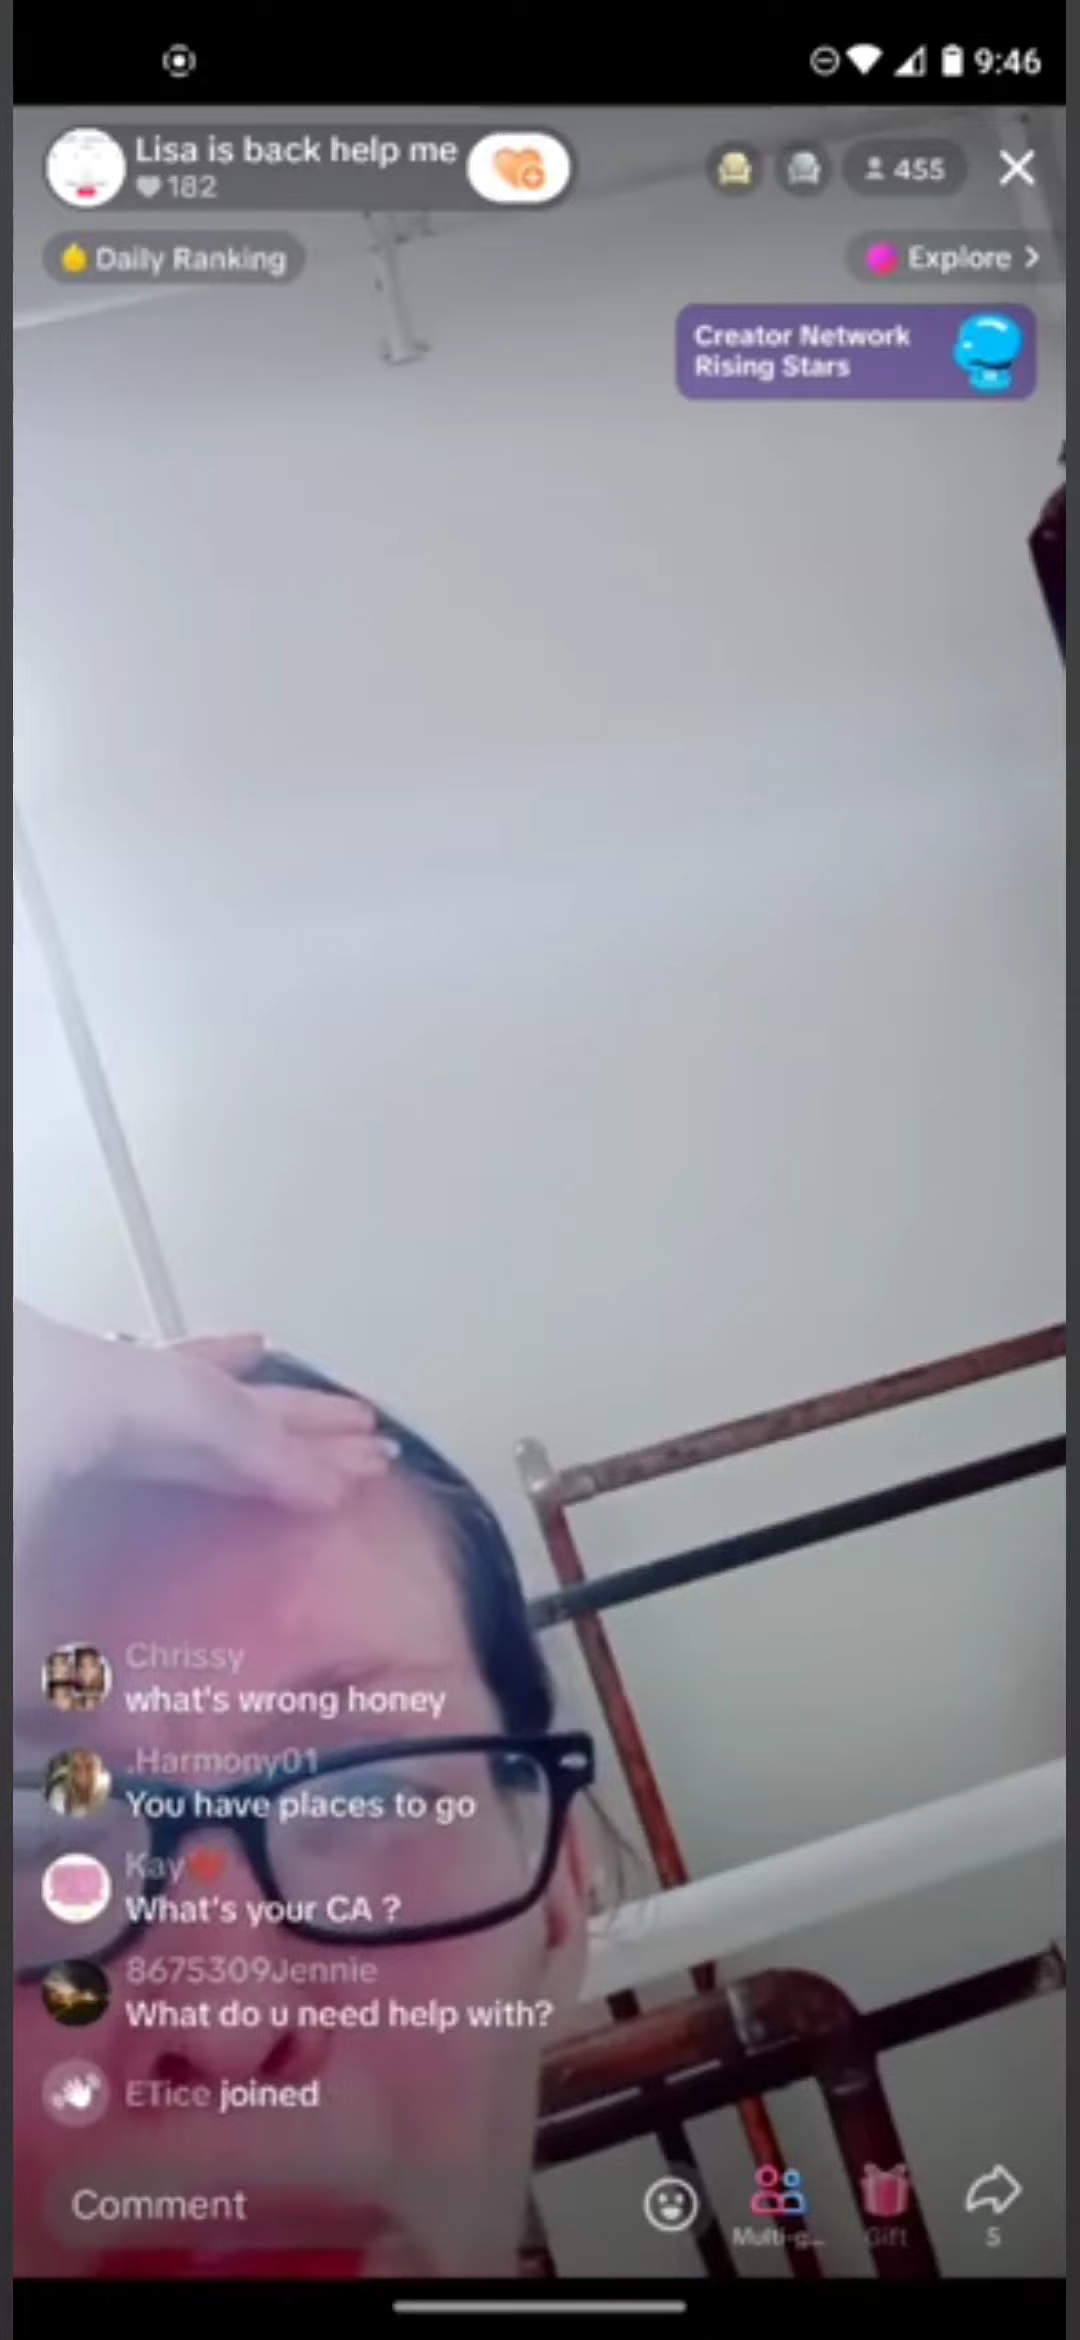 9:46
Lisa is back help me
182
455
Daily Ranking
Explore >
Creator Network
Rising Stars
Chrissy
what's wrong honey
.Harmony01
You have places to go
Kay
What's your CA ?
8675309Jennie
What do u need help with?
ETice joined
Comment
Multi-g...
Gift
5